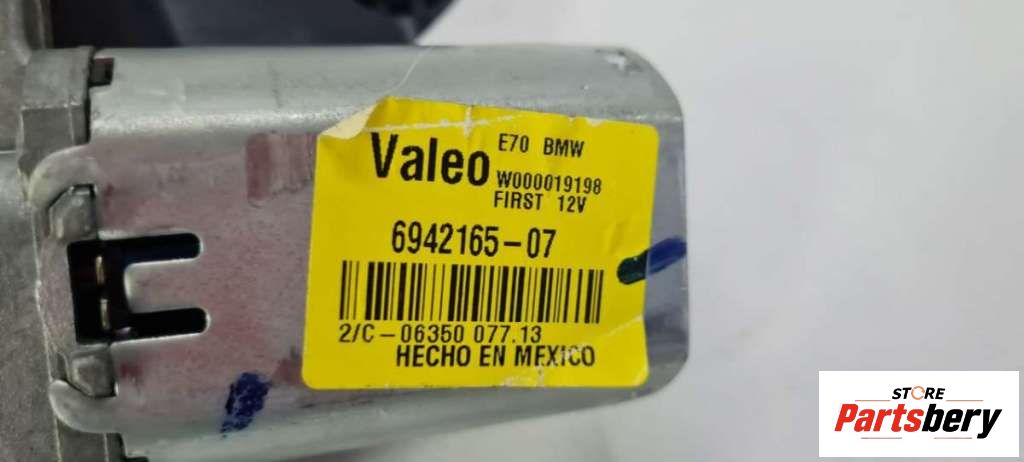 Valeo
E70 BMW
W000019198
FIRST 12V
6942165-07
2/C-06350 077.13
HECHO EN MEXICO
STORE
Partsbery